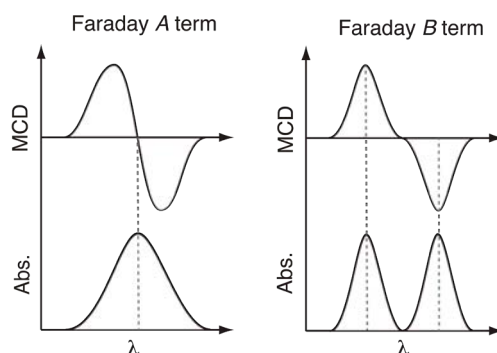 Faraday A term
MCD
Abs.
λ
Faraday B term
MCD
Abs.
λ